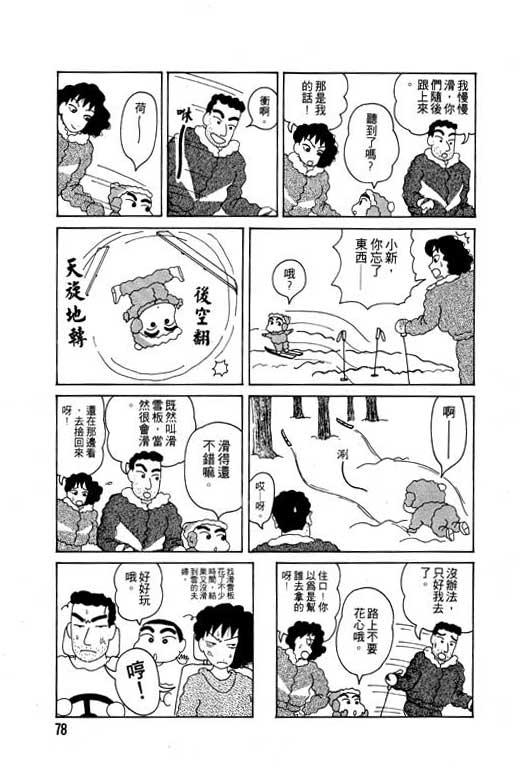 我慢慢
滑，你
們隨後
跟上來
。
聽到了嗎？
那是我
的話！
衝啊。
咻
荷——
小新，
你忘了
東西——
哦？
後空翻
天旋地轉
啊——
涮
哎——呀。
滑得還
不錯嘛。
既然叫滑
雪板，當
然很會滑
。
還在那邊看
，去撿回來
呀！
沒辦法，
只好我去
了。
路上不要
花心哦。
住口！你
以為是幫
誰去拿的
呀！
找滑雪板
花了不少
時間，結
果又沒滑
到雪的夫
婦。
好好玩
哦。
哼！
78